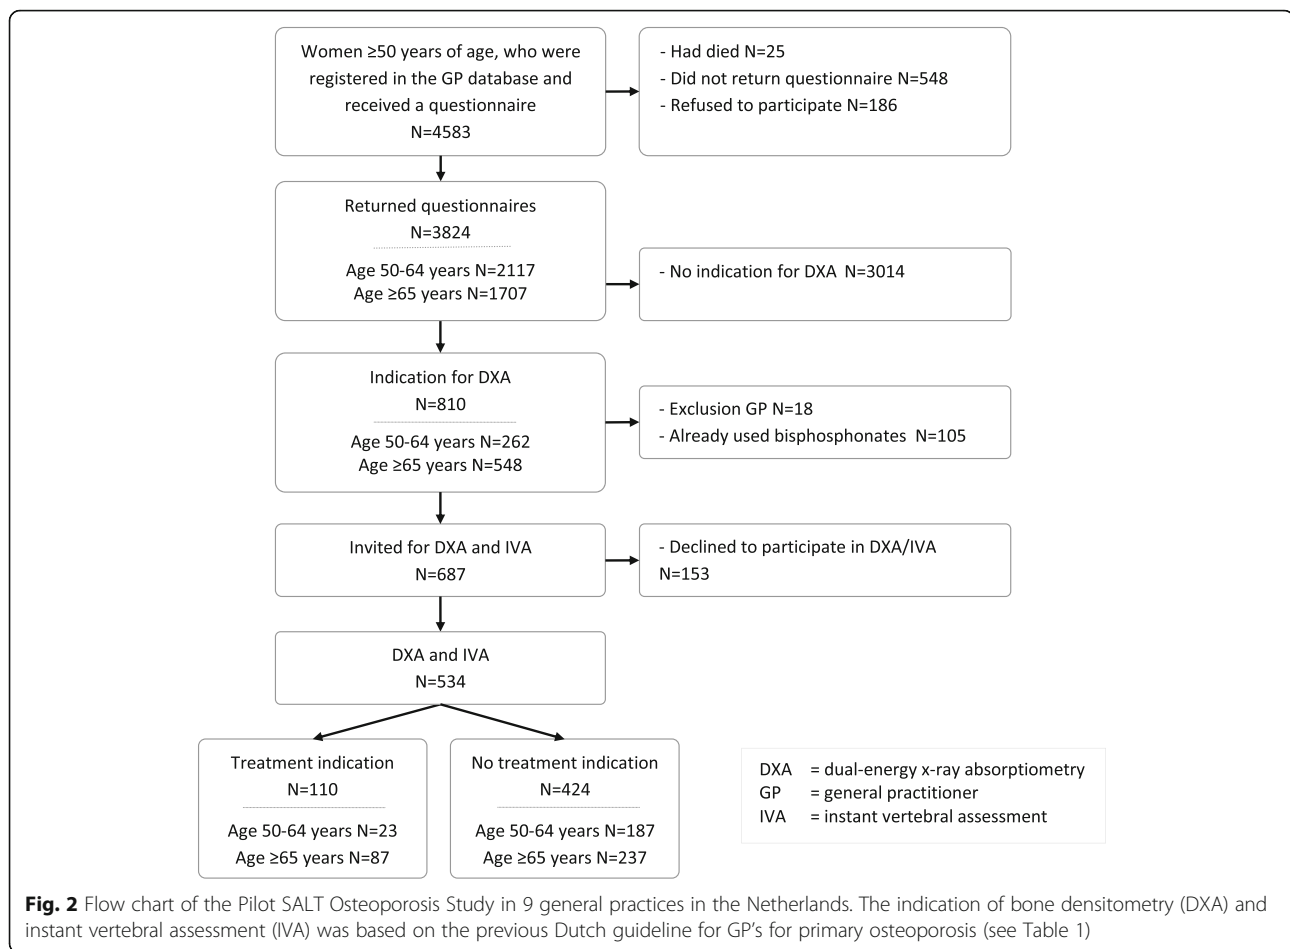 Women ≥50 years of age, who were
registered in the GP database and
received a questionnaire
N=4583
- Had died N=25
- Did not return questionnaire N=548
- Refused to participate N=186
Returned questionnaires
N=3824
Age 50-64 years N=2117
Age ≥65 years N=1707
- No indication for DXA  N=3014
Indication for DXA
N=810
Age 50-64 years N=262
Age ≥65 years N=548
- Exclusion GP N=18
- Already used bisphosphonates  N=105
Invited for DXA and IVA
N=687
- Declined to participate in DXA/IVA
N=153
DXA and IVA
N=534
Treatment indication
N=110
Age 50-64 years N=23
Age ≥65 years N=87
No treatment indication
N=424
Age 50-64 years N=187
Age ≥65 years N=237
DXA = dual-energy x-ray absorptiometry
GP = general practitioner
IVA = instant vertebral assessment
Fig. 2 Flow chart of the Pilot SALT Osteoporosis Study in 9 general practices in the Netherlands. The indication of bone densitometry (DXA) and
instant vertebral assessment (IVA) was based on the previous Dutch guideline for GP's for primary osteoporosis (see Table 1)